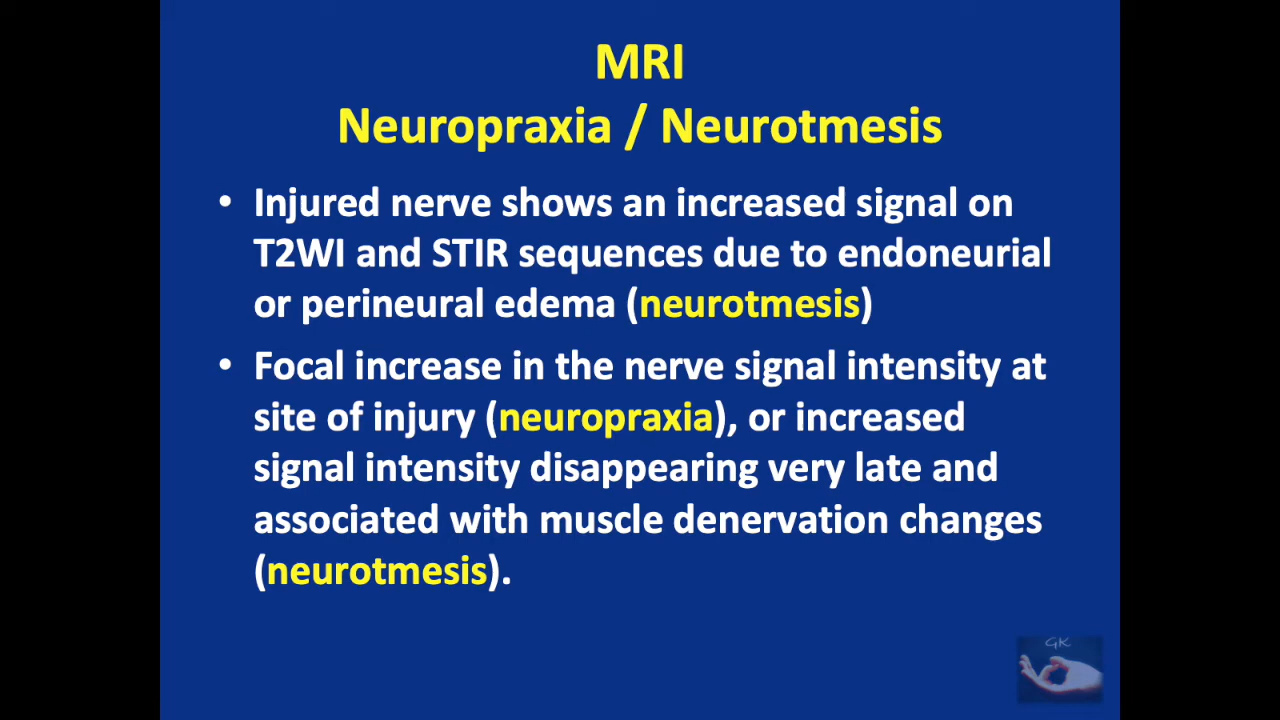 MRI
Neuropraxia / Neurotmesis
• Injured nerve shows an increased signal on
T2WI and STIR sequences due to endoneurial
or perineural edema (neurotmesis)
• Focal increase in the nerve signal intensity at
site of injury (neuropraxia), or increased
signal intensity disappearing very late and
associated with muscle denervation changes
(neurotmesis).
GK